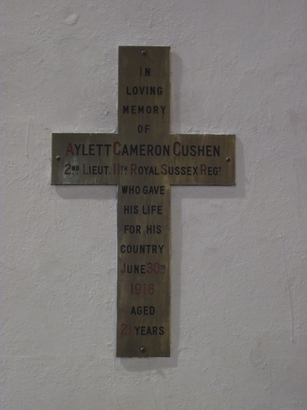 IN
LOVING
MEMORY
OF
AYLETT CAMERON CUSHEN
2ND LIEUT. 11TH ROYAL SUSSEX REGT
WHO GAVE
HIS LIFE
FOR HIS
COUNTRY
JUNE 30TH
1916
AGED
21 YEARS